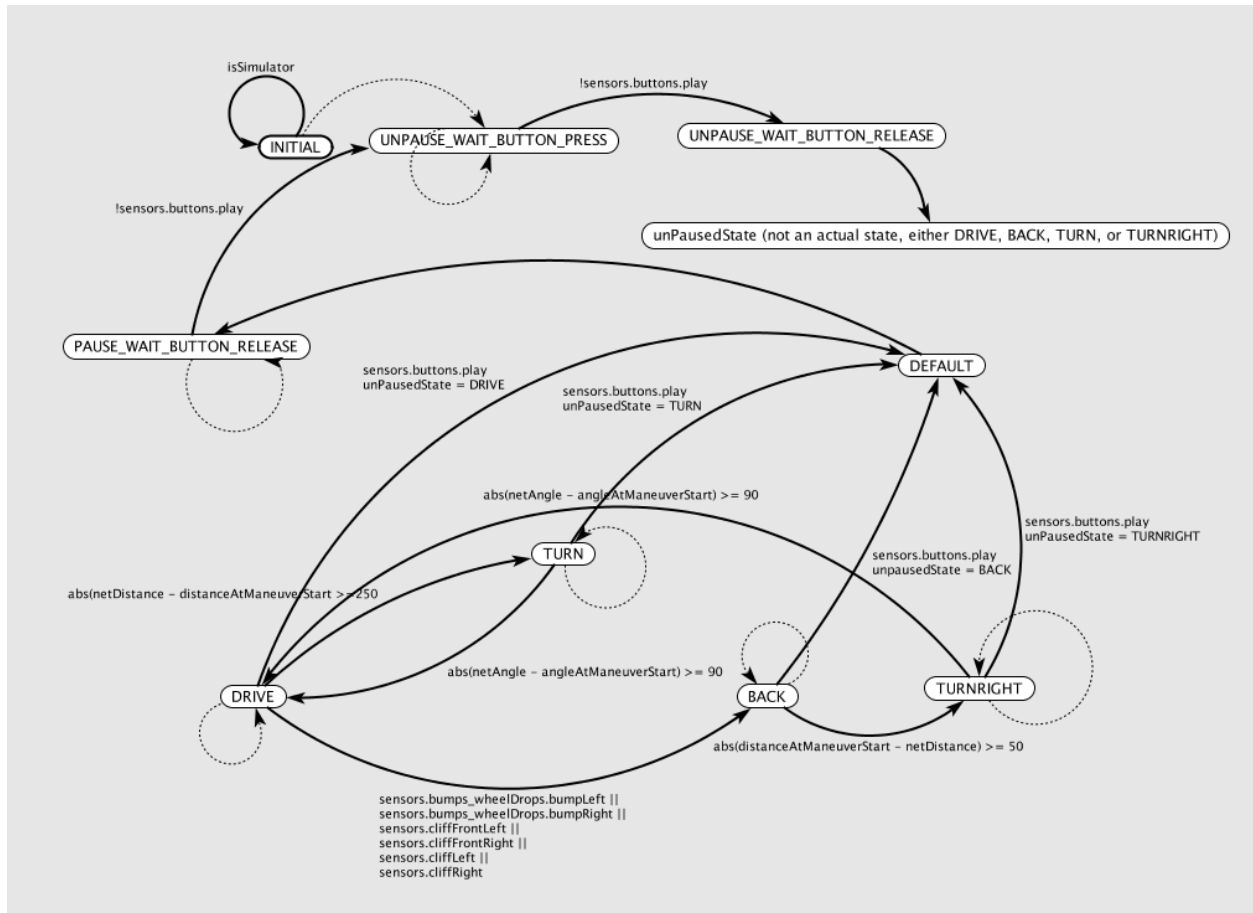 isSimulator
!sensors.buttons.play
INITIAL
UNPAUSE_WAIT_BUTTON_PRESS
UNPAUSE_WAIT_BUTTON_RELEASE
!sensors.buttons.play
unPausedState (not an actual state, either DRIVE, BACK, TURN, or TURNRIGHT)
PAUSE_WAIT_BUTTON_RELEASE
DEFAULT
sensors.buttons.play
unPausedState = DRIVE
sensors.buttons.play
unPausedState = TURN
abs(netAngle - angleAtManeuverStart) >= 90
sensors.buttons.play
unPausedState = TURNRIGHT
TURN
sensors.buttons.play
unpausedState = BACK
abs(netDistance - distanceAtManeuverStart >=250
abs(netAngle - angleAtManeuverStart) >= 90
DRIVE
BACK
TURNRIGHT
abs(distanceAtManeuverStart - netDistance) >= 50
sensors.bumps_wheelDrops.bumpLeft ||
sensors.bumps_wheelDrops.bumpRight ||
sensors.cliffFrontLeft ||
sensors.cliffFrontRight ||
sensors.cliffLeft ||
sensors.cliffRight